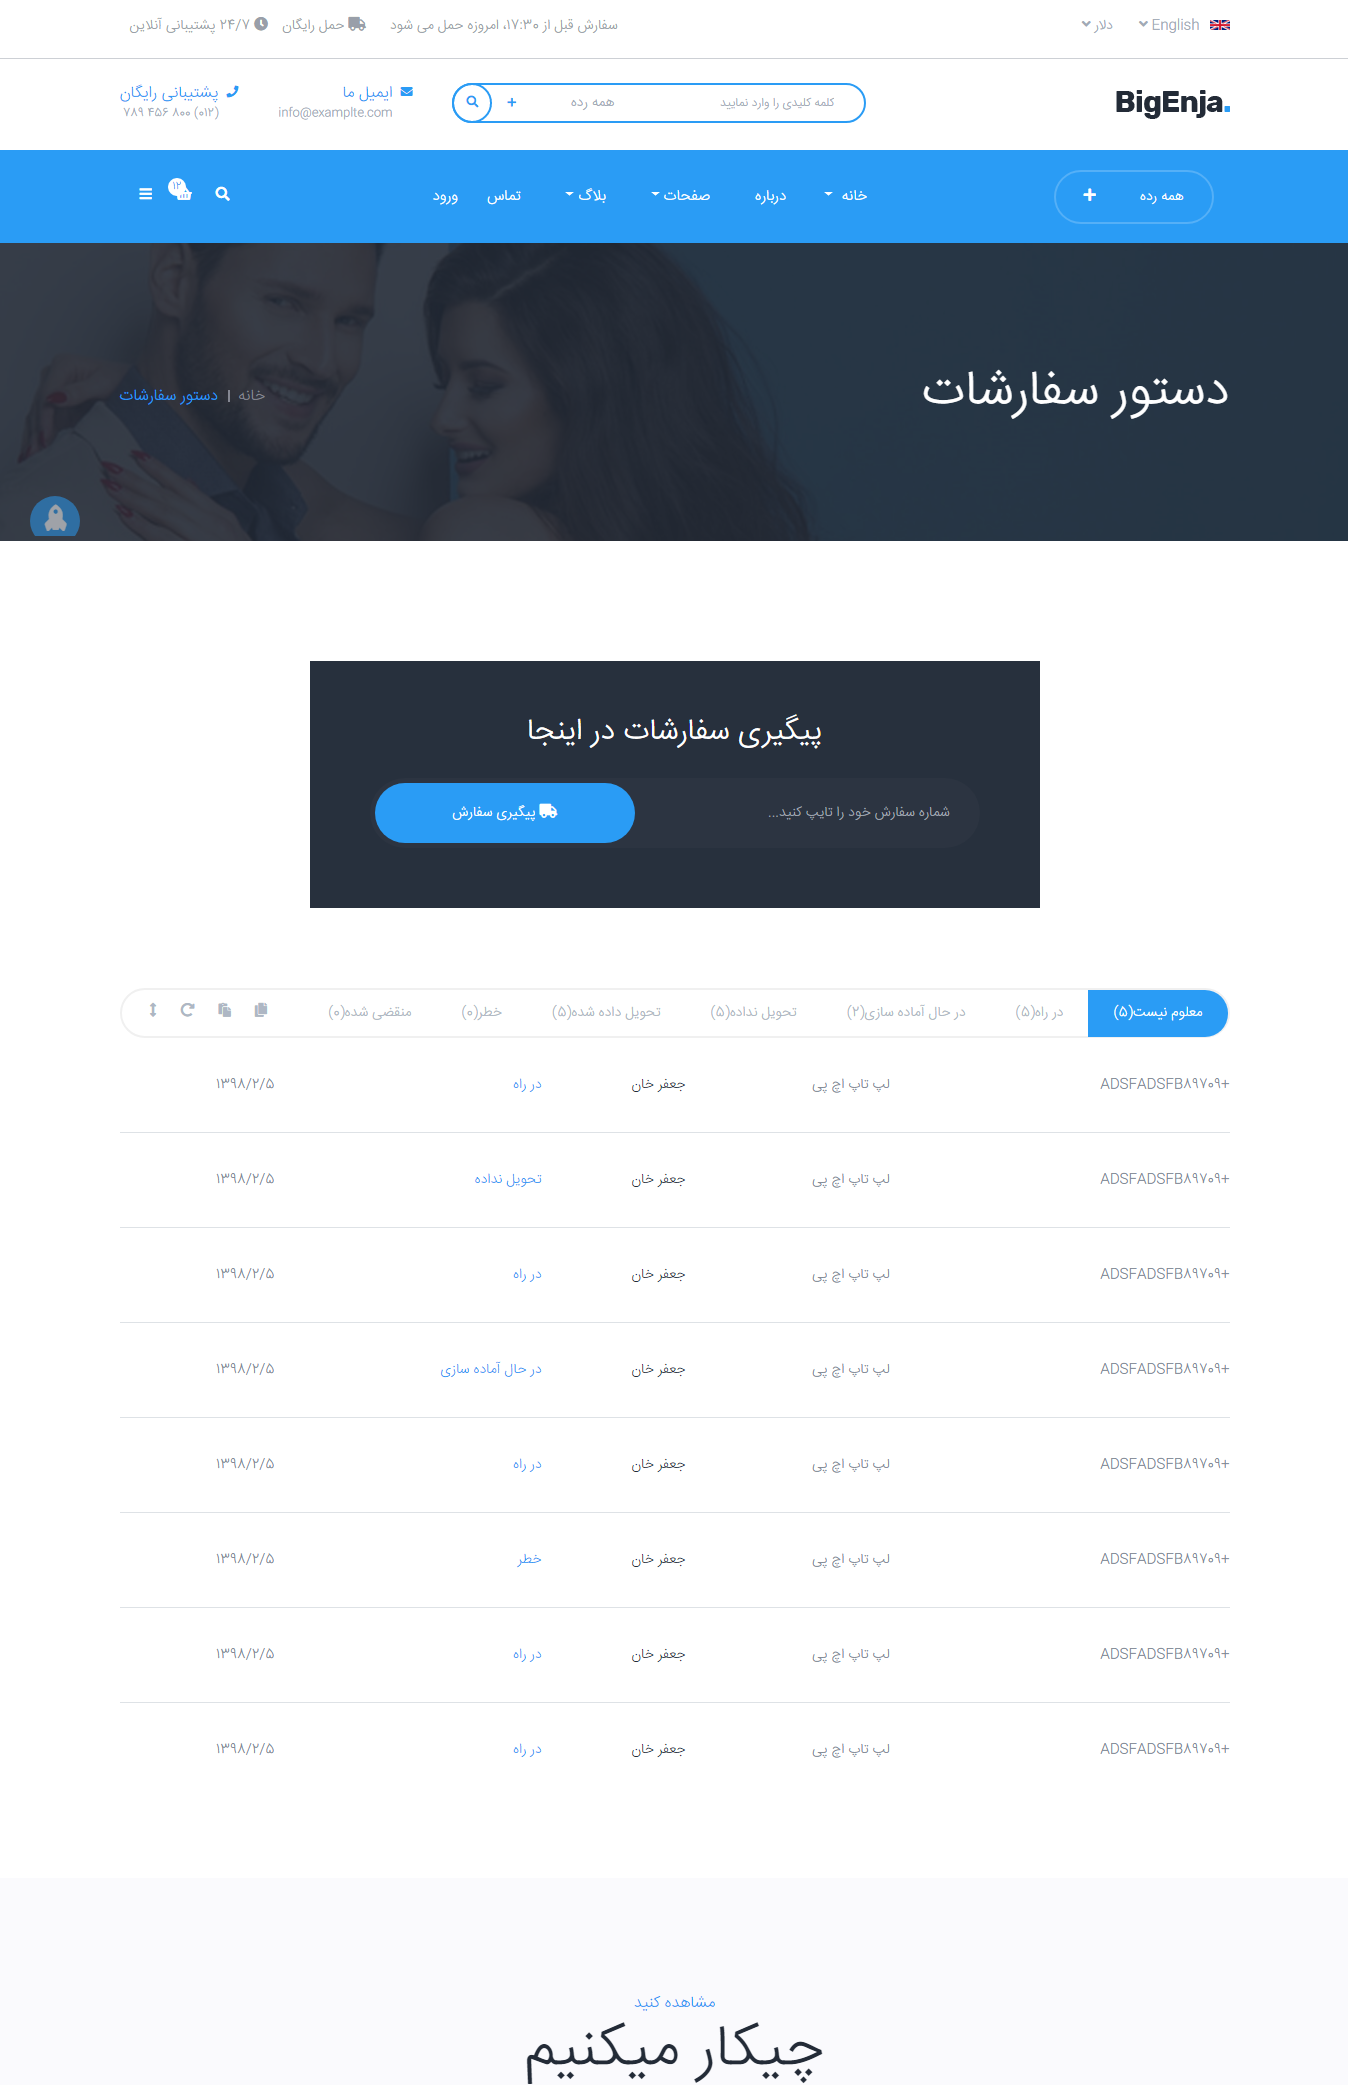 English دلار سفارش قبل از ۱۷:۳۰، امروزه حمل می شود حمل رایگان ۲۴/۷ پشتیبانی آنلاین
BigEnja.
کلمه کلیدی را وارد نمایید همه رده
ایمیل ما
info@examplte.com
پشتیبانی رایگان
(۰۱۲) ۸۰۰ ۴۵۶ ۷۸۹
همه رده خانه درباره صفحات بلاگ تماس ورود ۱۲
دستور سفارشات
خانه | دستور سفارشات
پیگیری سفارشات در اینجا
شماره سفارش خود را تایپ کنید... پیگیری سفارش
معلوم نیست(۵) در راه(۵) در حال آماده سازی(۲) تحویل نداده(۵) تحویل داده شده(۵) خطر(۰) منقضی شده(۰)
+ADSFADSFB۸۹۷۰۹ لپ تاپ اچ پی جعفر خان در راه ۱۳۹۸/۲/۵
+ADSFADSFB۸۹۷۰۹ لپ تاپ اچ پی جعفر خان تحویل نداده ۱۳۹۸/۲/۵
+ADSFADSFB۸۹۷۰۹ لپ تاپ اچ پی جعفر خان در راه ۱۳۹۸/۲/۵
+ADSFADSFB۸۹۷۰۹ لپ تاپ اچ پی جعفر خان در حال آماده سازی ۱۳۹۸/۲/۵
+ADSFADSFB۸۹۷۰۹ لپ تاپ اچ پی جعفر خان در راه ۱۳۹۸/۲/۵
+ADSFADSFB۸۹۷۰۹ لپ تاپ اچ پی جعفر خان خطر ۱۳۹۸/۲/۵
+ADSFADSFB۸۹۷۰۹ لپ تاپ اچ پی جعفر خان در راه ۱۳۹۸/۲/۵
+ADSFADSFB۸۹۷۰۹ لپ تاپ اچ پی جعفر خان در راه ۱۳۹۸/۲/۵
مشاهده کنید
چیکار میکنیم